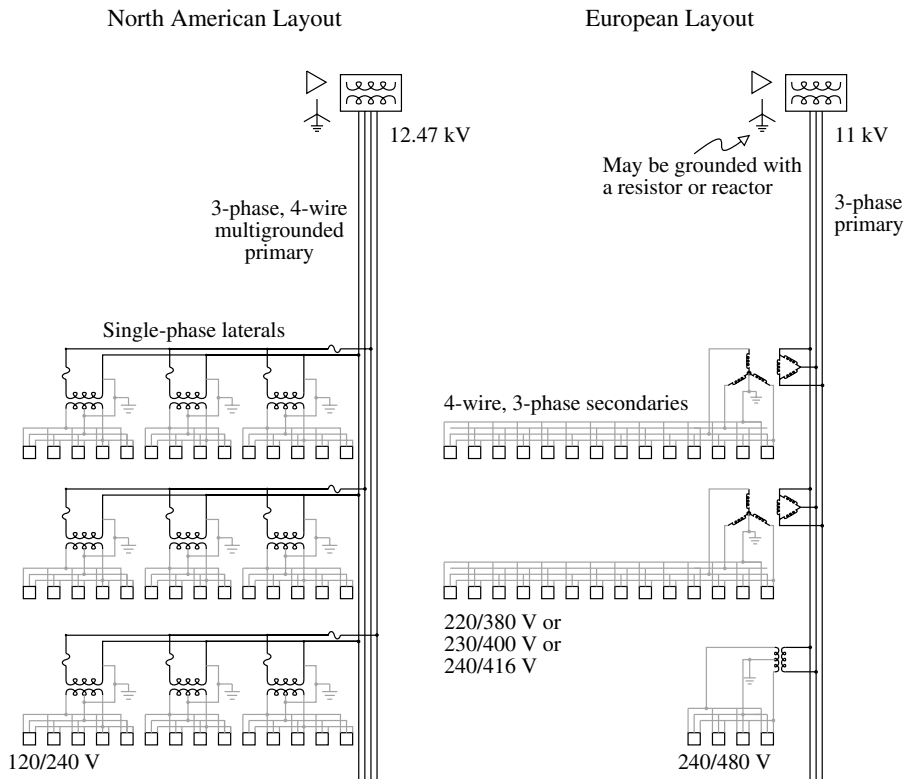 North American Layout
European Layout
12.47 kV
11 kV
May be grounded with
a resistor or reactor
3-phase, 4-wire
multigrounded
primary
3-phase
primary
Single-phase laterals
4-wire, 3-phase secondaries
220/380 V or
230/400 V or
240/416 V
120/240 V
240/480 V